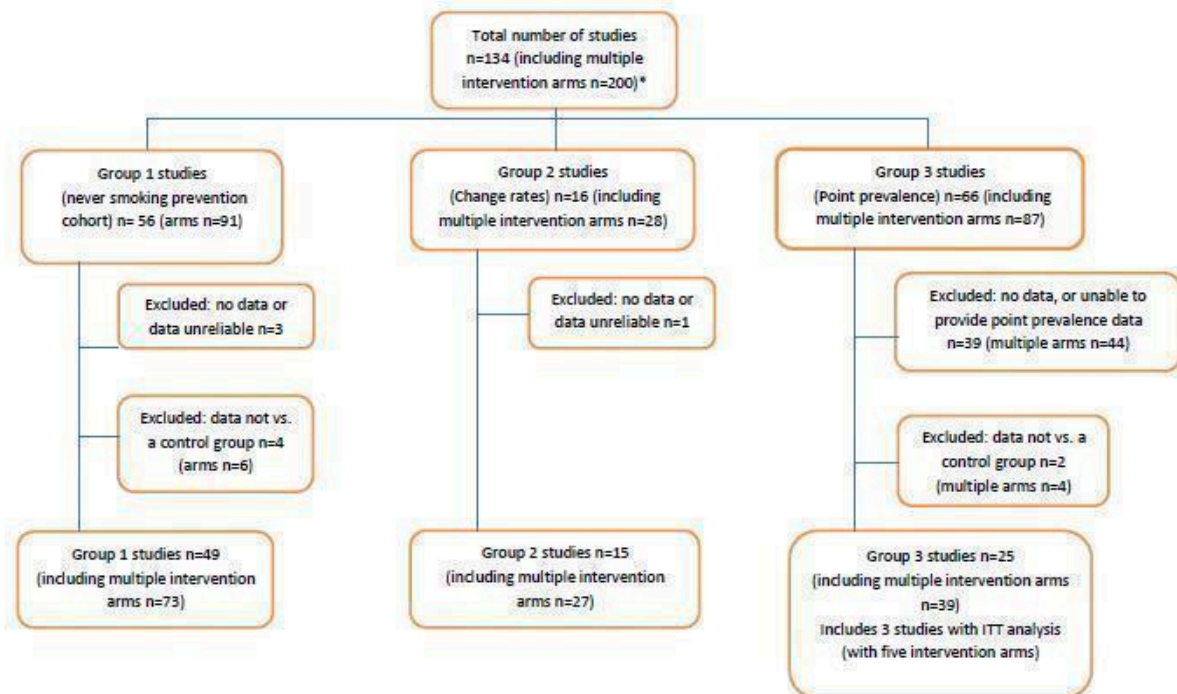 Total number of studies
n=134 (including multiple
intervention arms n=200)*
Group 1 studies
(never smoking prevention
cohort) n= 56 (arms n=91)
Group 2 studies
(Change rates) n=16 (including
multiple intervention arms n=28)
Group 3 studies
(Point prevalence) n=66 (including
multiple intervention arms n=87)
Excluded: no data or
data unreliable n=3
Excluded: no data or
data unreliable n=1
Excluded: no data, or unable to
provide point prevalence data
n=39 (multiple arms n=44)
Excluded: data not vs.
a control group n=4
(arms n=6)
Excluded: data not vs. a
control group n=2
(multiple arms n=4)
Group 1 studies n=49
(including multiple intervention
arms n=73)
Group 2 studies n=15
(including multiple intervention
arms n=27)
Group 3 studies n=25
(including multiple intervention arms
n=39)
Includes 3 studies with ITT analysis
(with five intervention arms)